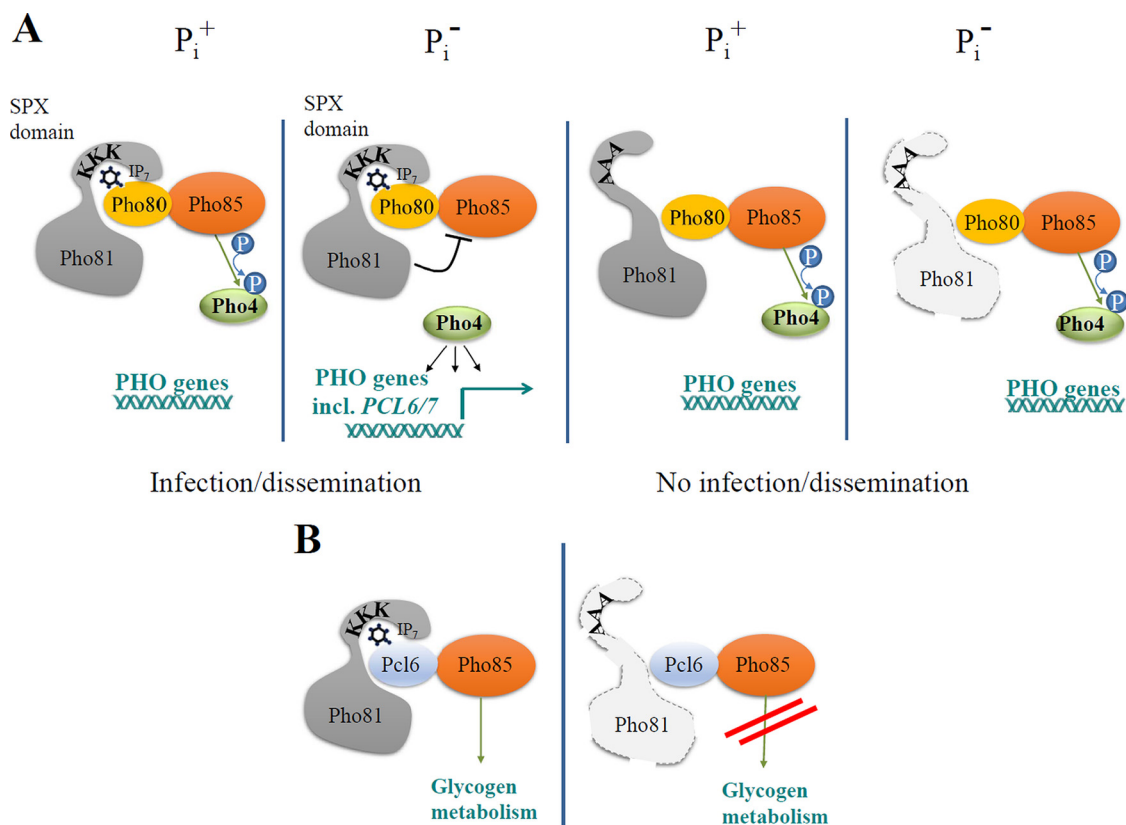 A
Pi+
Pi-
Pi+
Pi-
SPX
domain
KKK
IP7
Pho80
Pho85
Pho81
P
P
Pho4
PHO genes
SPX
domain
KKK
IP7
Pho80
Pho85
Pho81
Pho4
PHO genes
incl. PCL6/7
AAA
Pho80
Pho85
Pho81
P
P
Pho4
PHO genes
AAA
Pho80
Pho85
Pho81
P
P
Pho4
PHO genes
Infection/dissemination
No infection/dissemination
B
KKK
IP7
Pcl6
Pho85
Pho81
Glycogen
metabolism
AAA
Pcl6
Pho85
Pho81
Glycogen
metabolism